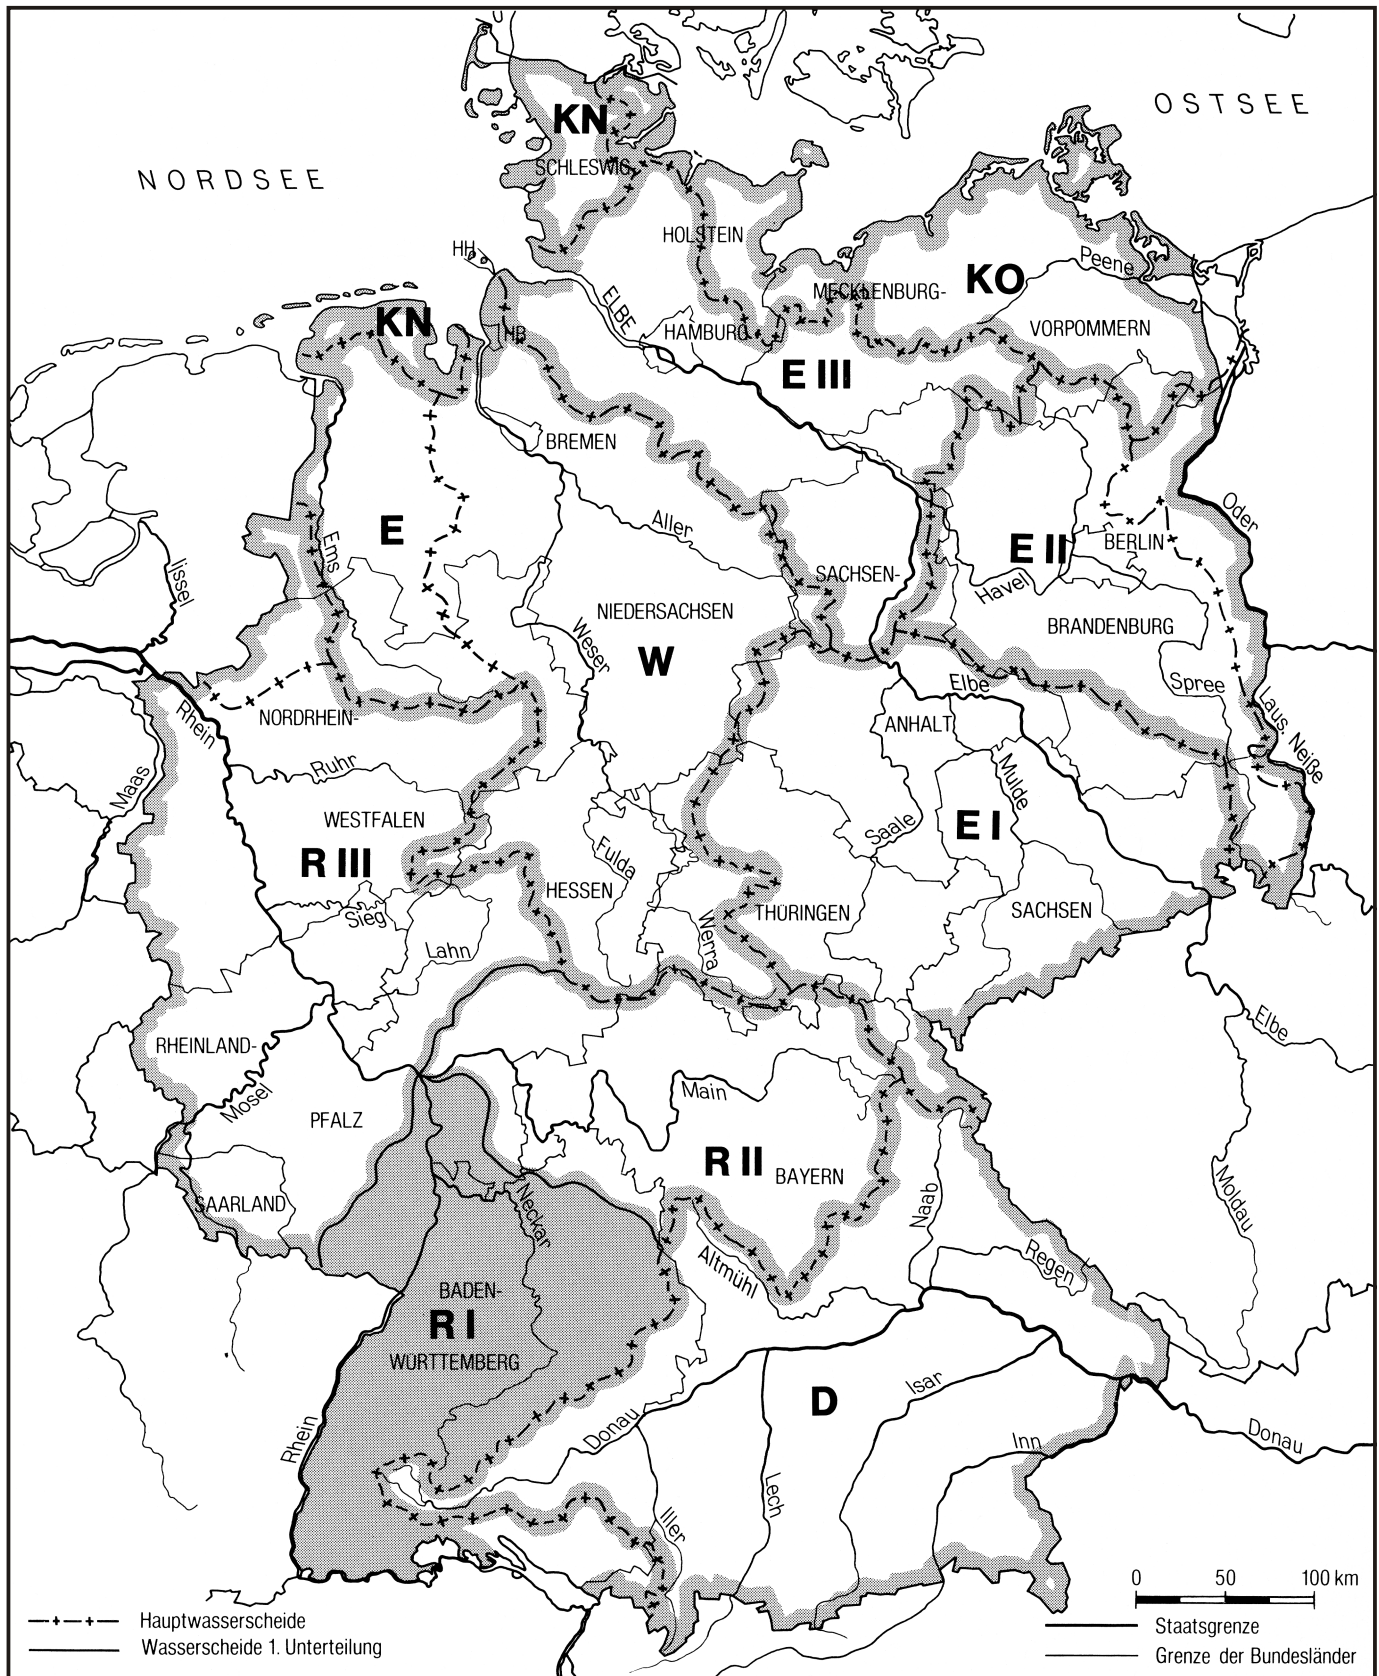 OSTSEE
KN
NORDSEE
SCHLESWIG-
HOLSTEIN
HH
Peene
KO
ELBE
MECKLENBURG-
KN
HAMBURG
VORPOMMERN
HB
E III
BREMEN
Oder
Aller
E
Ems
E II
BERLIN
Ijssel
SACHSEN-
Havel
NIEDERSACHSEN
BRANDENBURG
Weser
W
Elbe
Spree
Rhein
NORDRHEIN-
ANHALT
Laus. Neiße
Ruhr
Maas
Mulde
WESTFALEN
Saale
E I
R III
Fulda
HESSEN
THÜRINGEN
SACHSEN
Sieg
Werra
Lahn
Elbe
RHEINLAND-
Mosel
Main
PFALZ
R II
BAYERN
SAARLAND
Neckar
Naab
Moldau
Altmühl
Regen
BADEN-
R I
WÜRTTEMBERG
Isar
D
Donau
Rhein
Inn
Donau
Lech
Iller
0 50 100 km
Hauptwasserscheide
Wasserscheide 1. Unterteilung
Staatsgrenze
Grenze der Bundesländer